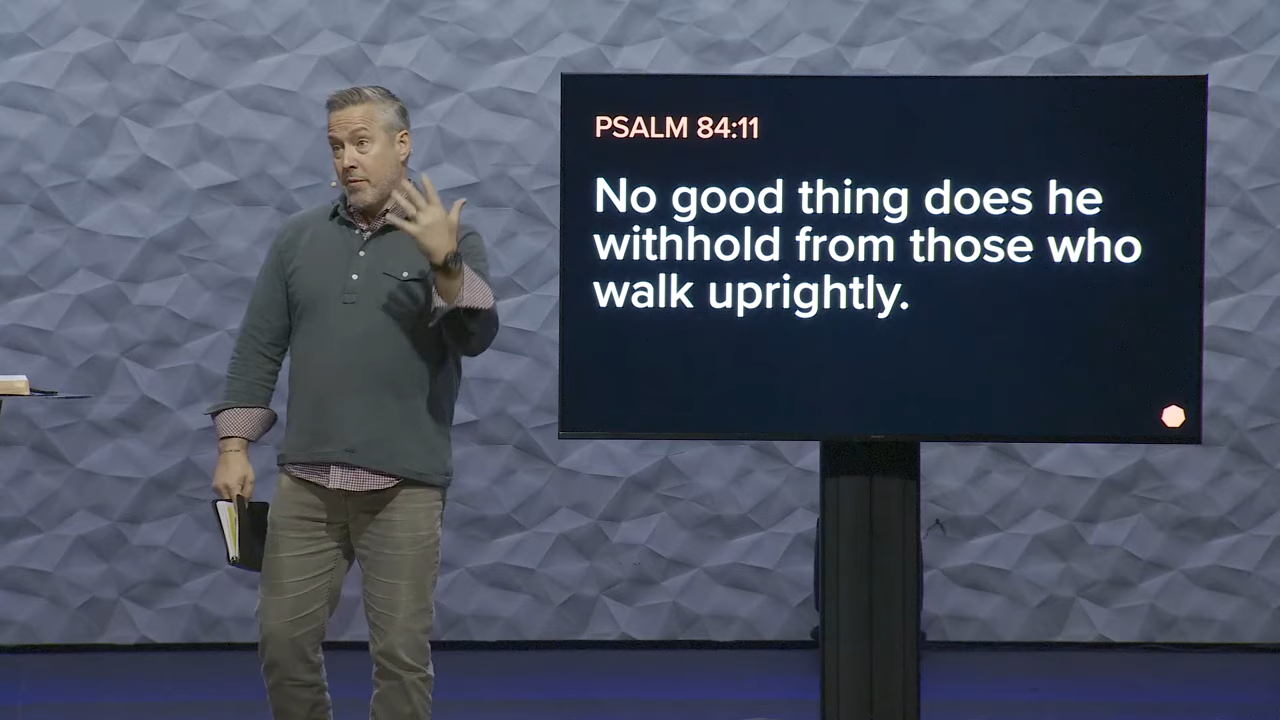 PSALM 84:11
No good thing does he
withhold from those who
walk uprightly.